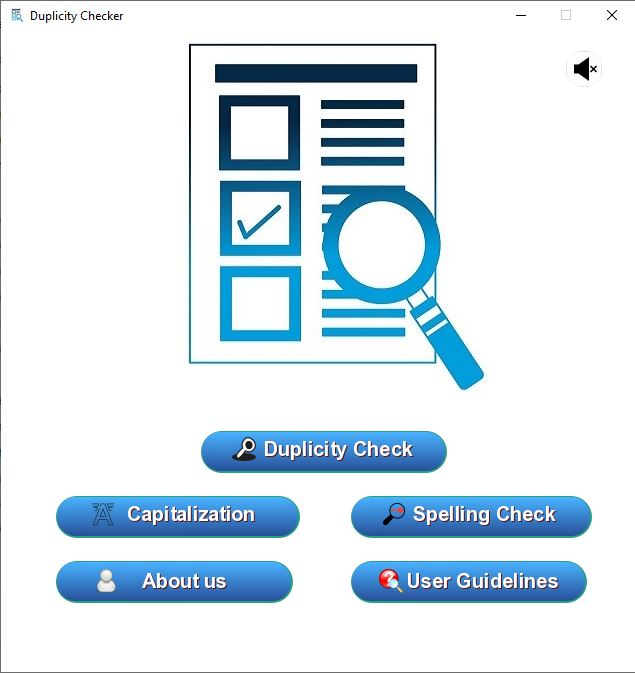 Duplicity Checker
Duplicity Check
Capitalization
Spelling Check
About us
User Guidelines